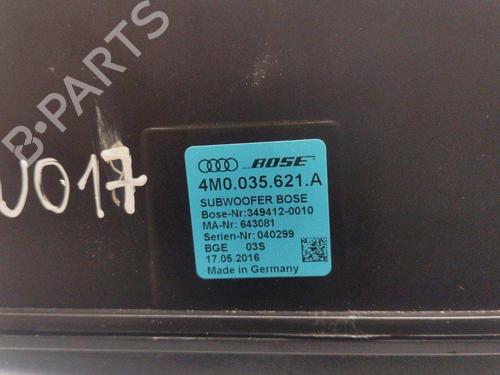 B-PARTS
U017
BOSE
4M0.035.621.A
SUBWOOFER BOSE
Bose-Nr:349412-0010
MA-Nr: 643081
Serien-Nr: 040299
BGE 03S
17.05.2016
Made in Germany